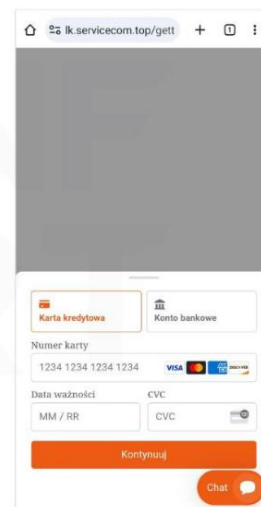 lk.servicecom.top/gett
1
Karta kredytowa
Konto bankowe
Numer karty
1234 1234 1234 1234 VISA DISCOVER
Data ważności CVC
MM / RR CVC
Kontynuuj
Chat